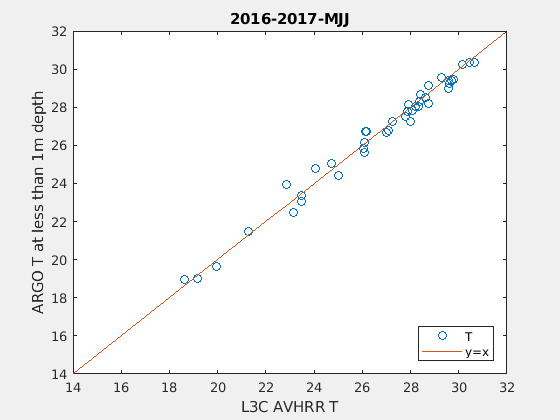 2016-2017-MJJ
32
30
28
26
24
22
20
18
16
14
ARGO T at less than 1m depth
14 16 18 20 22 24 26 28 30 32
L3C AVHRR T
T
y=x